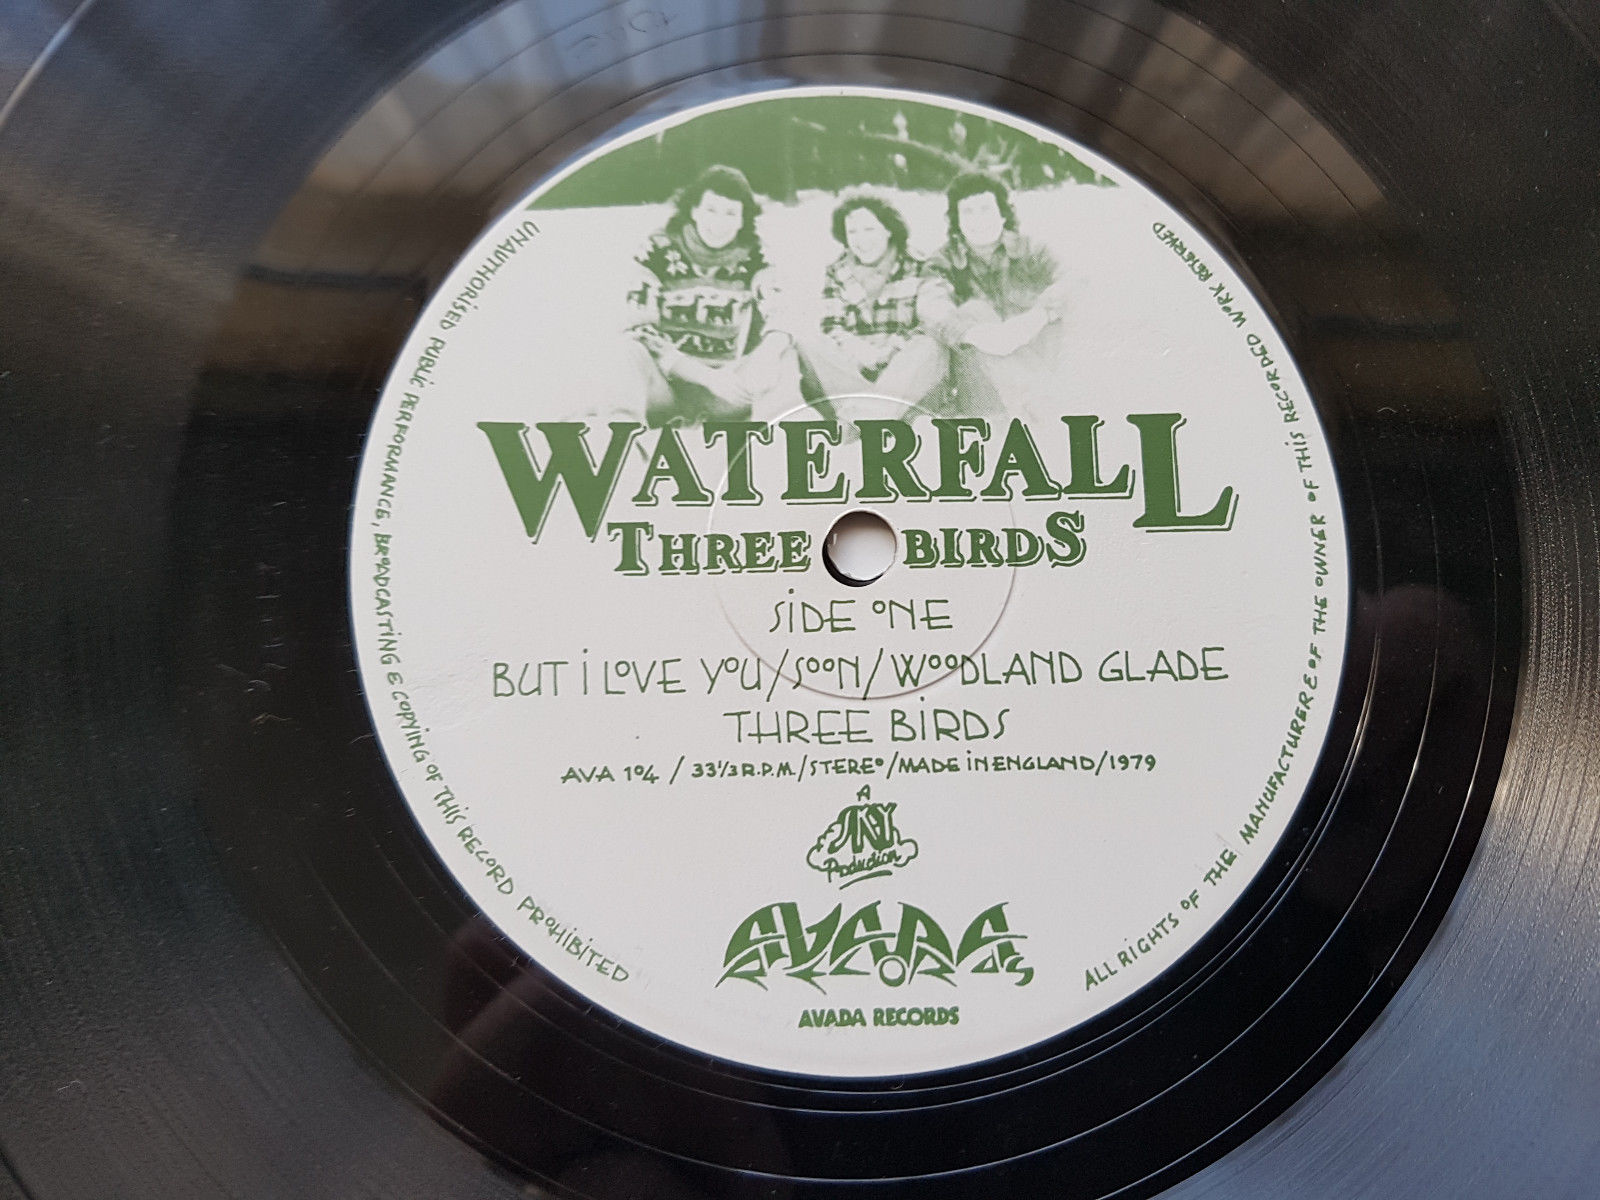 WATERFALL
THREE BIRDS
SIDE ONE
BUT I LOVE YOU/SOON/WOODLAND GLADE
THREE BIRDS
AVA 104 / 33⅓ R.P.M./STEREO/MADE IN ENGLAND/1979
A
SKY
Production
AVADA
RECORDS
AVADA RECORDS
UNAUTHORISED PUBLIC PERFORMANCE, BROADCASTING & COPYING OF THIS RECORD PROHIBITED
ALL RIGHTS OF THE MANUFACTURER & OF THE OWNER OF THIS RECORDED WORK RESERVED